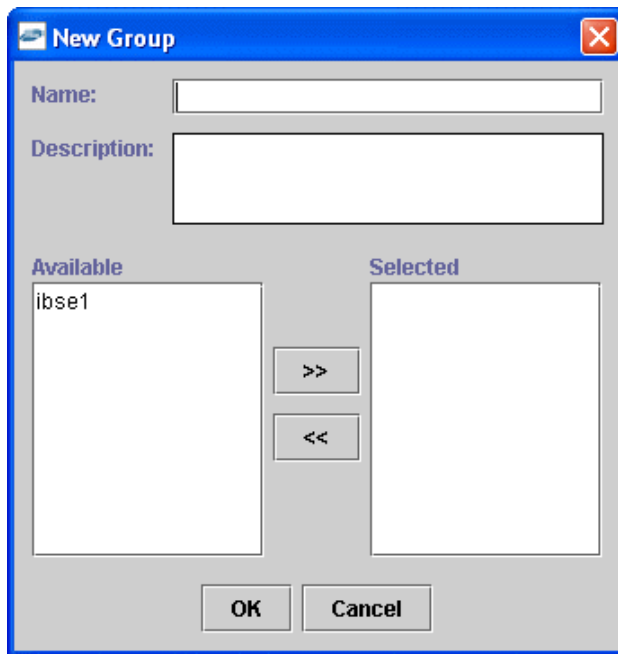 New Group
Name:
Description:
Available
Selected
ibse1
>>
<<
OK
Cancel